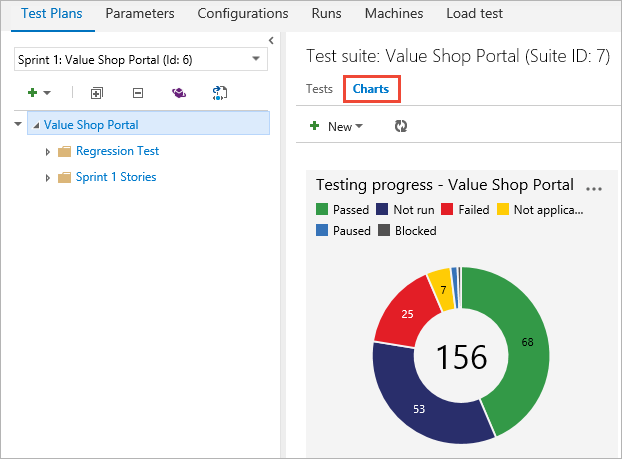 Test Plans Parameters Configurations Runs Machines Load test
Sprint 1: Value Shop Portal (Id: 6)
Value Shop Portal
Regression Test
Sprint 1 Stories
Test suite: Value Shop Portal (Suite ID: 7)
Tests Charts
New
Testing progress - Value Shop Portal ...
Passed Not run Failed Not applica...
Paused Blocked
7
25
68
156
53